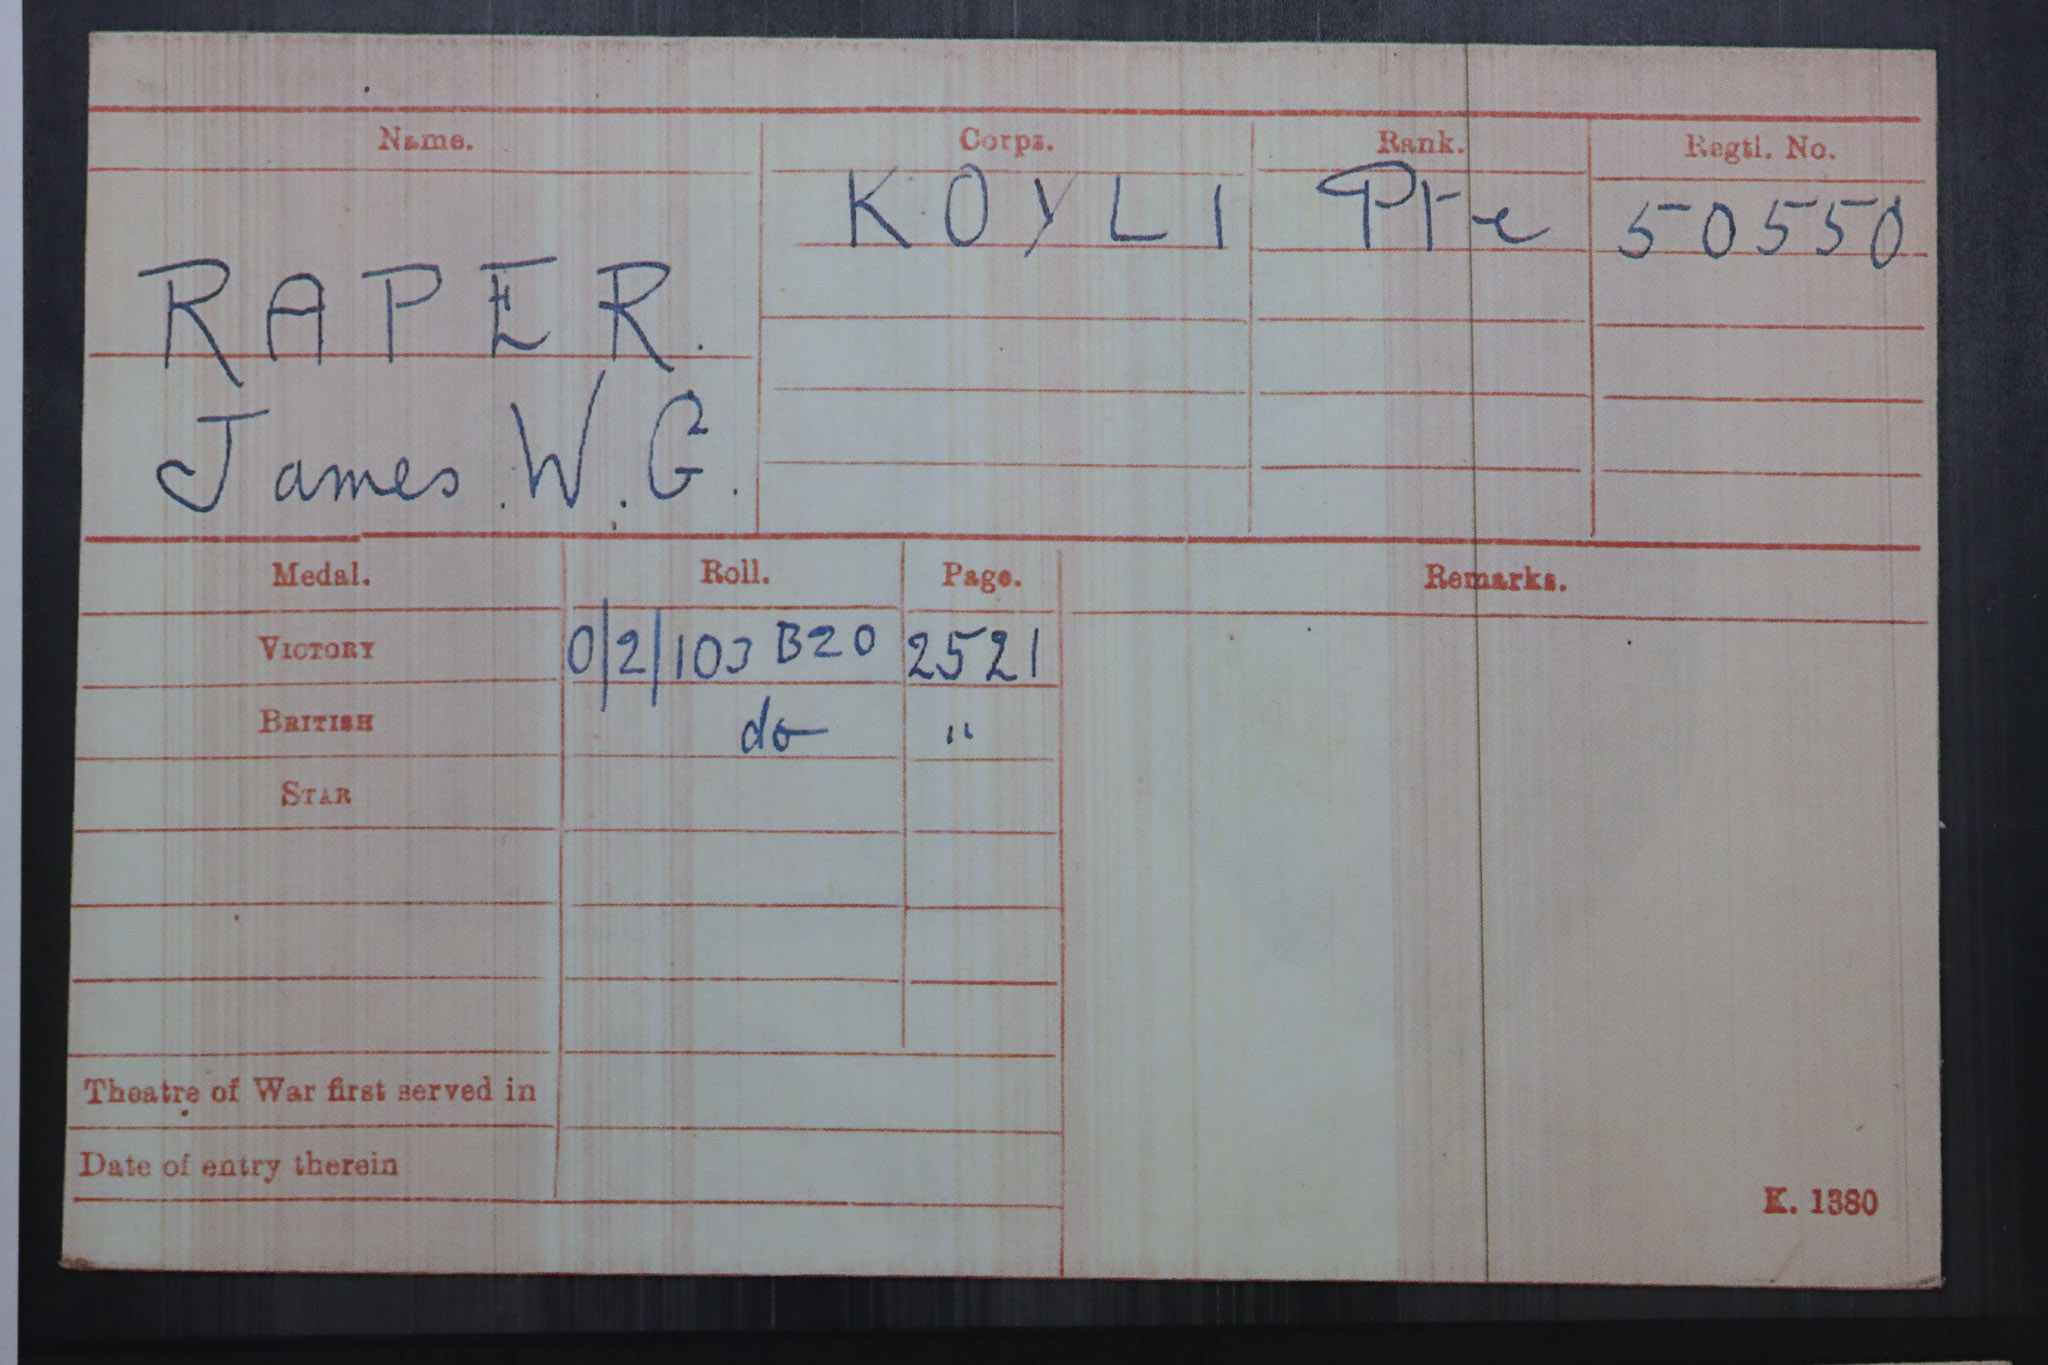 Name. Corps. Rank. Regtl. No.
KOYLI Pte 50550
RAPER.
James. W. G.
Medal. Roll. Page. Remarks.
VICTORY 0/2/103 B20 2521
BRITISH do "
STAR
Theatre of War first served in
Date of entry therein
K. 1380